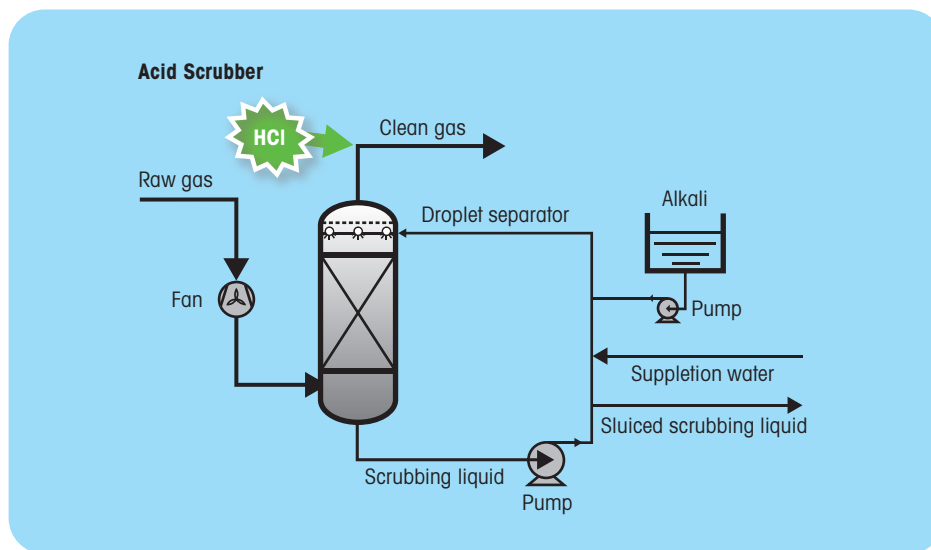 Acid Scrubber
HCl
Clean gas
Raw gas
Droplet separator
Alkali
Fan
Pump
Suppletion water
Sluiced scrubbing liquid
Scrubbing liquid
Pump